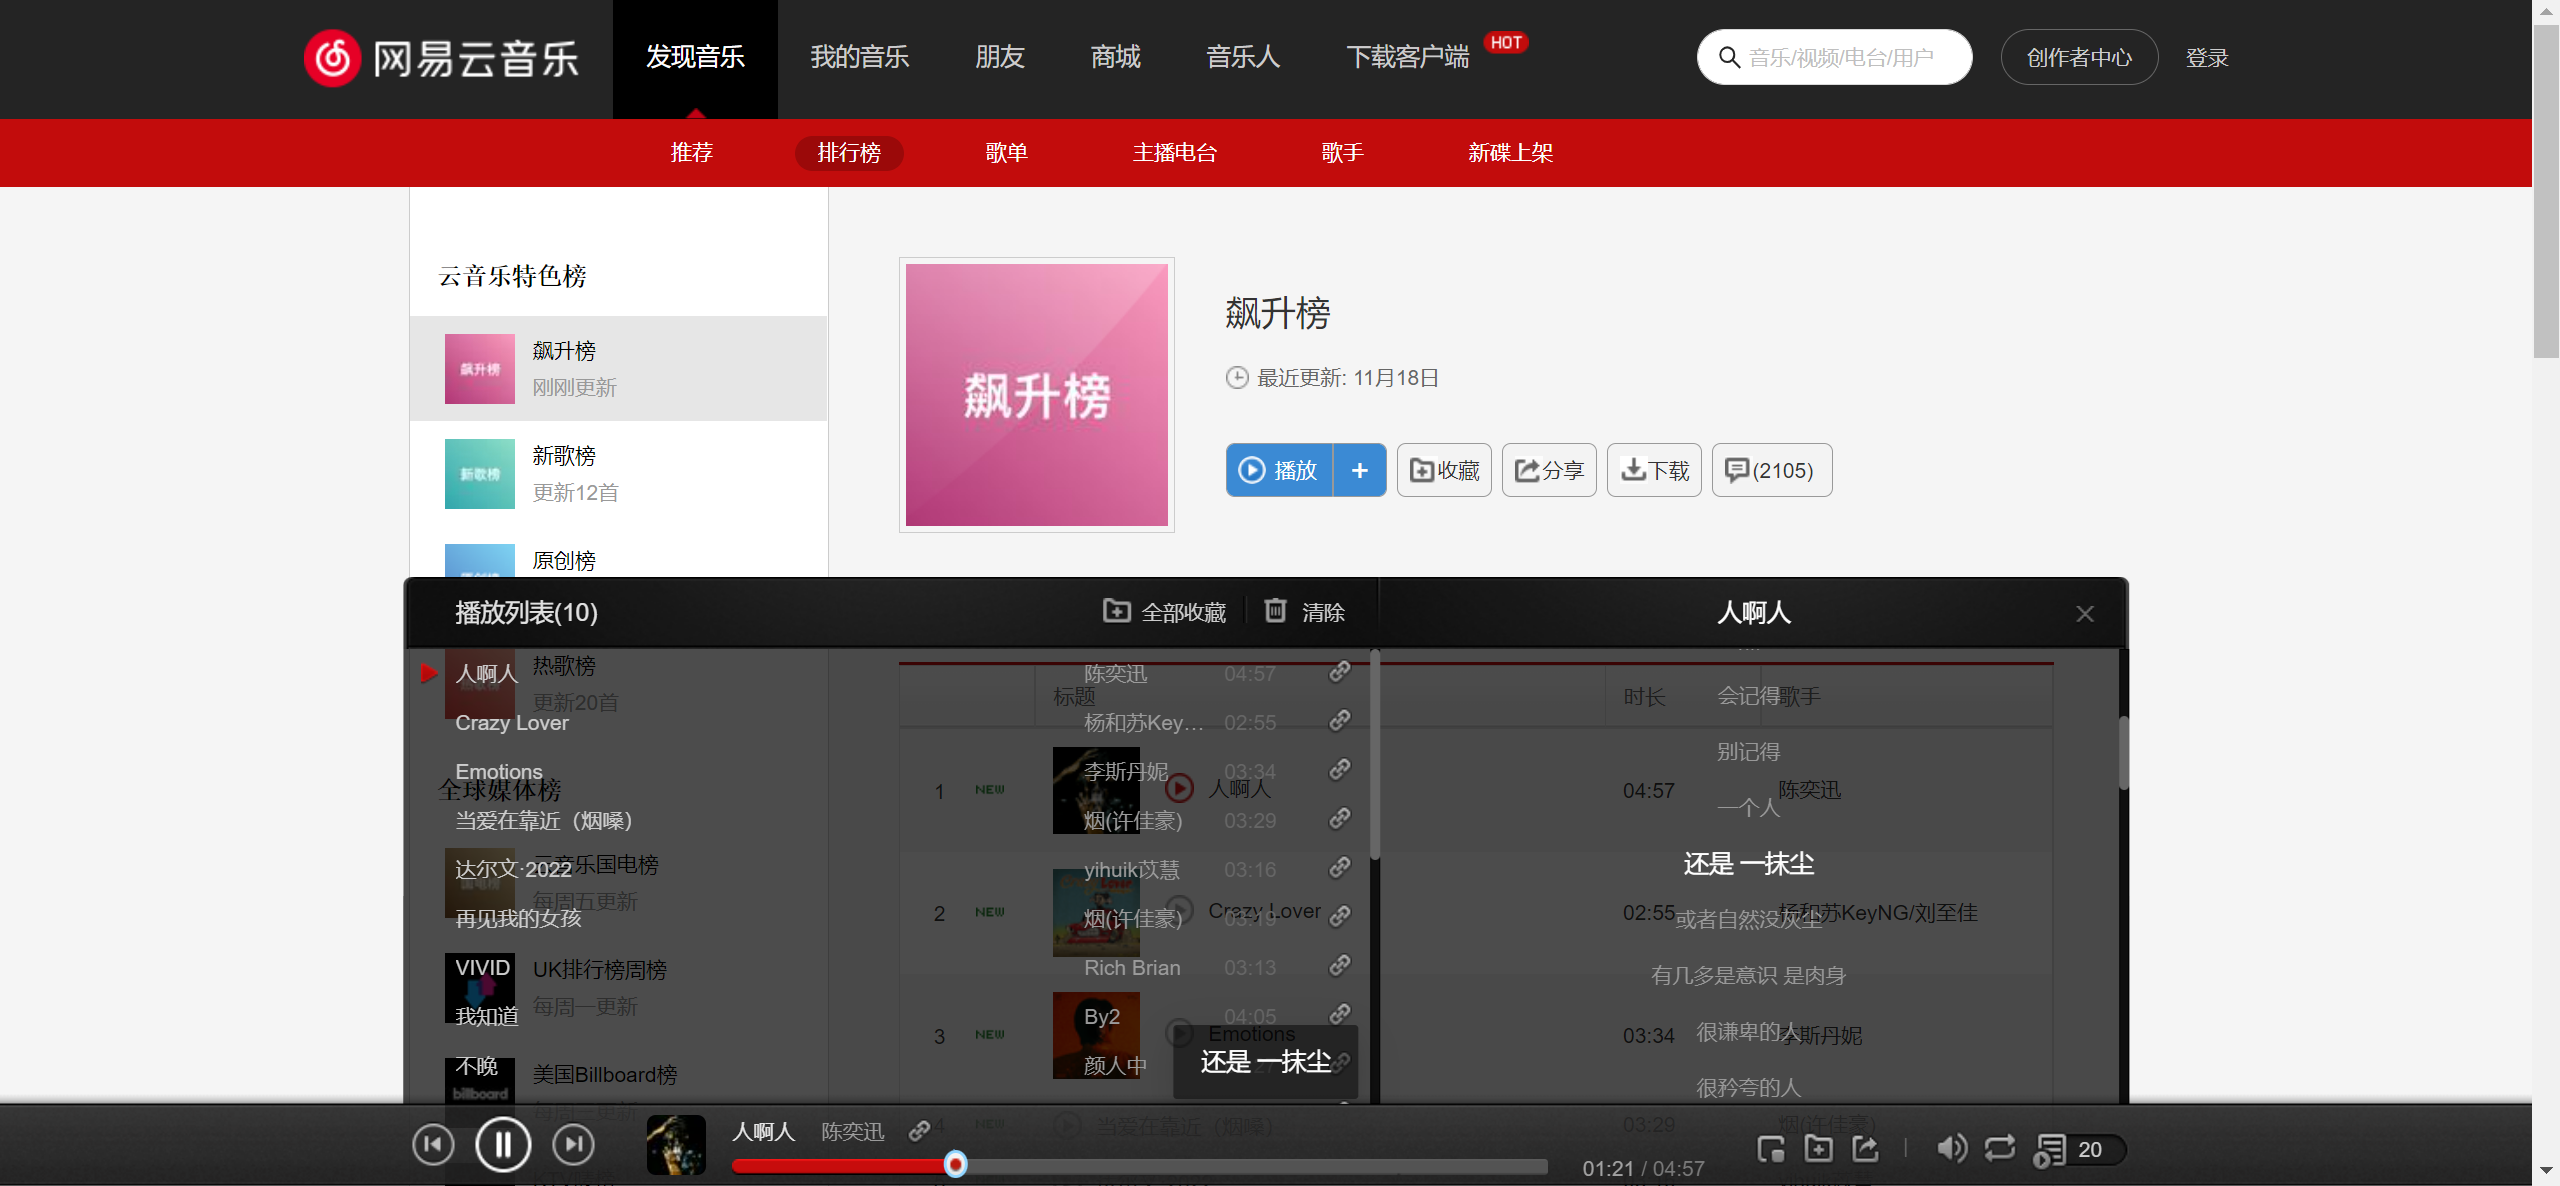 网易云音乐
发现音乐 我的音乐 朋友 商城 音乐人 下载客户端 HOT
音乐/视频/电台/用户
创作者中心 登录
推荐 排行榜 歌单 主播电台 歌手 新碟上架
云音乐特色榜
飙升榜
飙升榜
刚刚更新
新歌榜
新歌榜
更新12首
原创榜
飙升榜
飙升榜
最近更新: 11月18日
播放 + 收藏 分享 下载 (2105)
播放列表(10) 全部收藏 清除 人啊人
热歌榜
更新20首
全球媒体榜
云音乐国电榜
每周五更新
UK排行榜周榜
每周一更新
美国Billboard榜
billboard
每周三更新
人啊人 陈奕迅 04:57
Crazy Lover 杨和苏Key... 02:55
Emotions 李斯丹妮 03:34
当爱在靠近（烟嗓） 烟(许佳豪) 03:29
达尔文·2022 yihuik苡慧 03:16
再见我的女孩 烟(许佳豪) 03:19
VIVID Rich Brian 03:13
我知道 By2 04:05
不晚 颜人中
标题 时长 歌手
1 NEW 人啊人 04:57 陈奕迅
2 NEW Crazy Lover 02:55 杨和苏KeyNG/刘至佳
3 NEW Emotions 03:34 李斯丹妮
4 NEW 当爱在靠近（烟嗓） 03:29 烟(许佳豪)
会记得
别记得
一个人
还是 一抹尘
或者自然没灰尘
有几多是意识 是肉身
很谦卑的人
很矜夸的人
还是 一抹尘
人啊人 陈奕迅
01:21 / 04:57
20